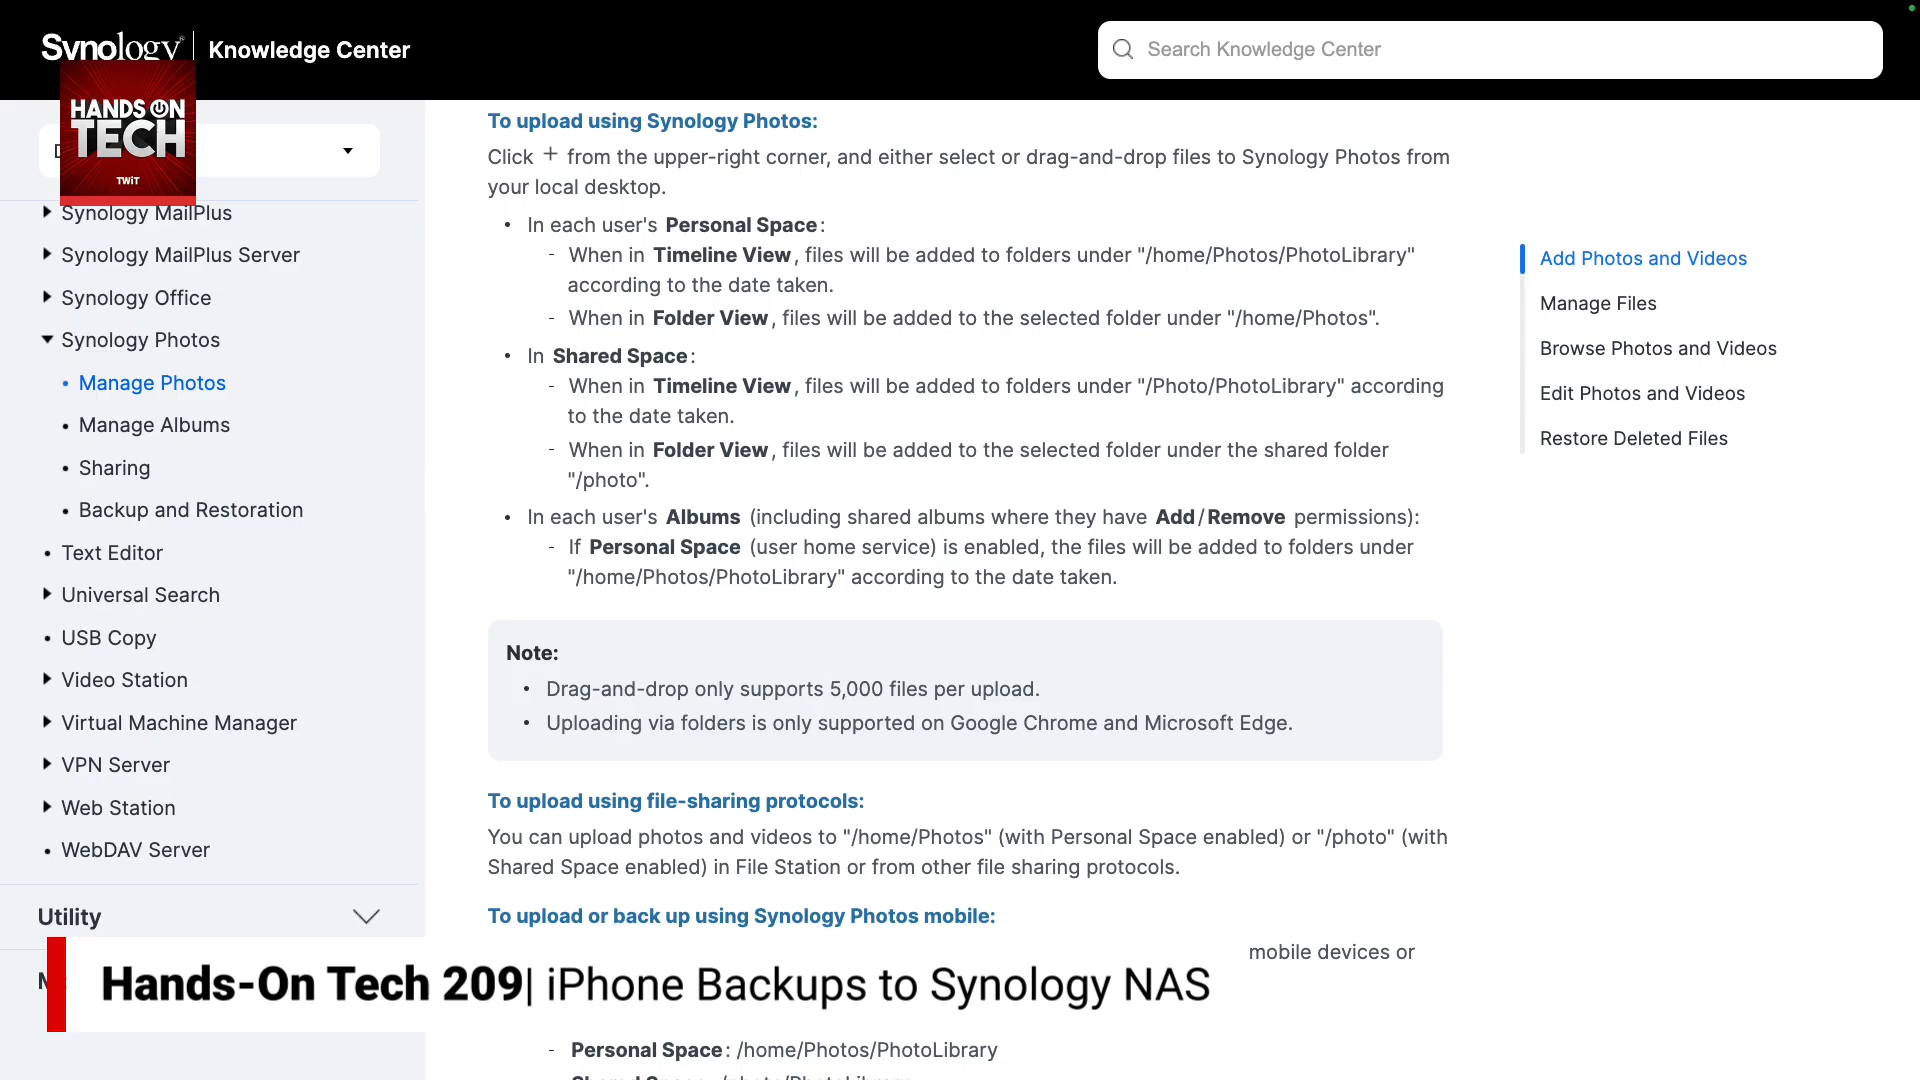 Synology® | Knowledge Center
Search Knowledge Center
HANDS ON
TECH
TWiT
Synology MailPlus
Synology MailPlus Server
Synology Office
Synology Photos
• Manage Photos
• Manage Albums
• Sharing
• Backup and Restoration
• Text Editor
Universal Search
• USB Copy
Video Station
Virtual Machine Manager
VPN Server
Web Station
• WebDAV Server
Utility
To upload using Synology Photos:
Click + from the upper-right corner, and either select or drag-and-drop files to Synology Photos from
your local desktop.
• In each user's Personal Space:
- When in Timeline View, files will be added to folders under "/home/Photos/PhotoLibrary"
according to the date taken.
- When in Folder View, files will be added to the selected folder under "/home/Photos".
• In Shared Space:
- When in Timeline View, files will be added to folders under "/Photo/PhotoLibrary" according
to the date taken.
- When in Folder View, files will be added to the selected folder under the shared folder
"/photo".
• In each user's Albums (including shared albums where they have Add/Remove permissions):
- If Personal Space (user home service) is enabled, the files will be added to folders under
"/home/Photos/PhotoLibrary" according to the date taken.
Note:
• Drag-and-drop only supports 5,000 files per upload.
• Uploading via folders is only supported on Google Chrome and Microsoft Edge.
To upload using file-sharing protocols:
You can upload photos and videos to "/home/Photos" (with Personal Space enabled) or "/photo" (with
Shared Space enabled) in File Station or from other file sharing protocols.
To upload or back up using Synology Photos mobile:
mobile devices or
- Personal Space: /home/Photos/PhotoLibrary
Add Photos and Videos
Manage Files
Browse Photos and Videos
Edit Photos and Videos
Restore Deleted Files
Hands-On Tech 209| iPhone Backups to Synology NAS